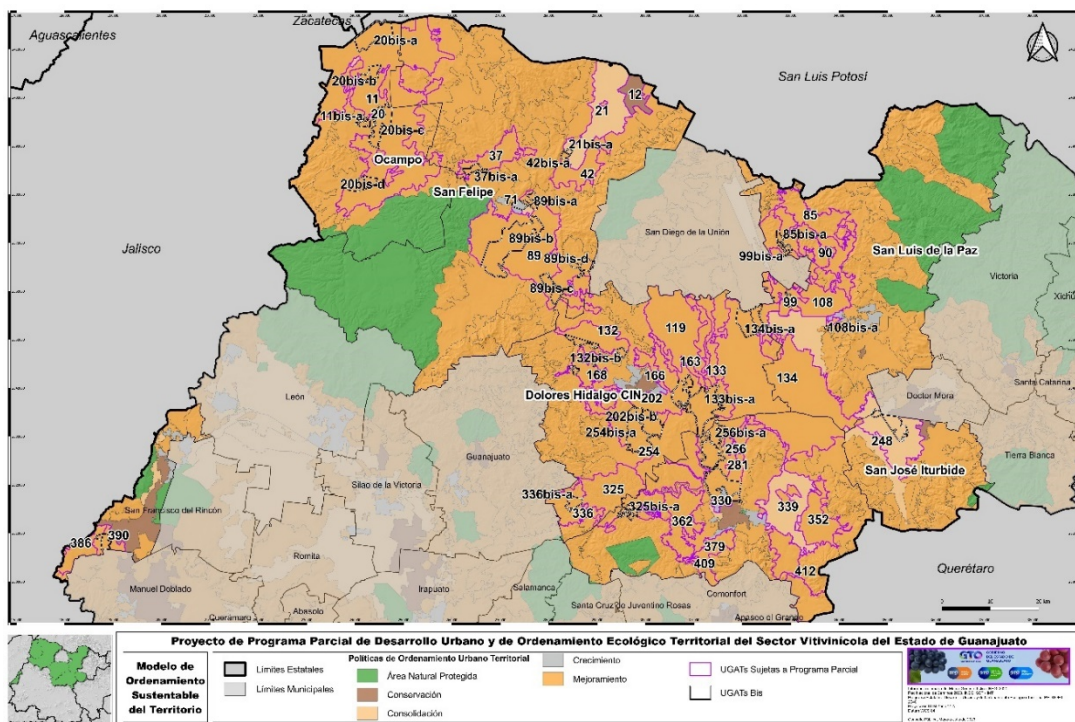 Zacatecas
Aguascalientes
20bis-a
San Luis Potosí
20bis-b
12
11
21
11bis-a
20
20bis-c
21bis-a
37
Ocampo
42bis-a
42
37bis-a
20bis-d
San Felipe
71
89bis-a
85
San Diego de la Unión
85bis-a
Jalisco
89bis-b
90
San Luis de la Paz
89
99bis-a
89bis-d
Victoria
Xichú
89bis-c
99
108
132
119
134bis-a
108bis-a
132bis-b
163
168
166
133
134
Santa Catarina
León
Dolores Hidalgo CIN
202
133bis-a
Doctor Mora
202bis-b
254bis-a
256bis-a
248
Guanajuato
254
256
Tierra Blanca
281
San José Iturbide
Silao de la Victoria
336bis-a
325
San Francisco del Rincón
336
325bis-a
330
339
362
352
386
390
379
Romita
409
412
Querétaro
Manuel Doblado
Irapuato
Salamanca
Comonfort
Abasolo
Santa Cruz de Juventino Rosas
Cuerámaro
Apaseo el Grande
Proyecto de Programa Parcial de Desarrollo Urbano y de Ordenamiento Ecológico Territorial del Sector Vitivinícola del Estado de Guanajuato
Modelo de
Ordenamiento
Sustentable
del Territorio
Límites Estatales
Límites Municipales
Políticas de Ordenamiento Urbano Territorial
Área Natural Protegida
Conservación
Consolidación
Crecimiento
Mejoramiento
UGATs Sujetas a Programa Parcial
UGATs Bis
GTO